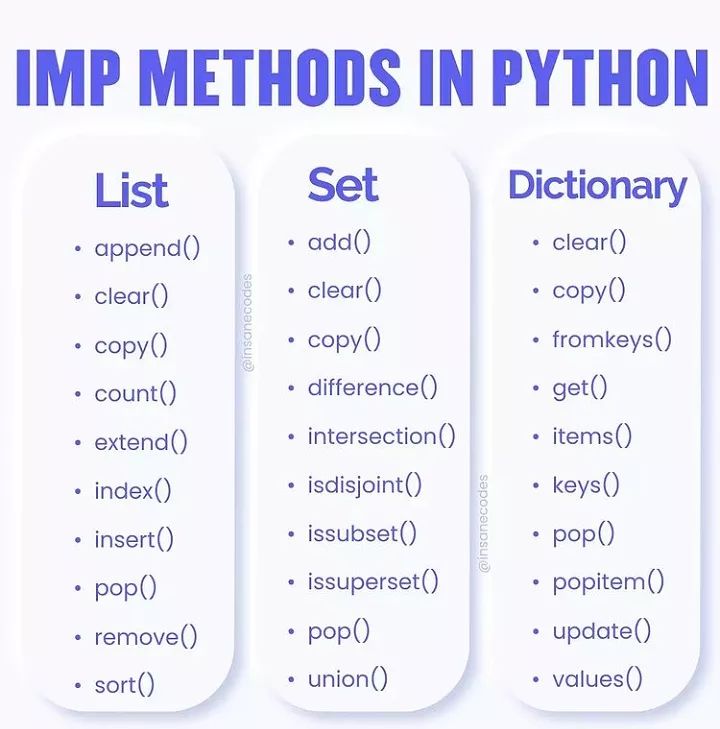 IMP METHODS IN PYTHON
List
• append()
• clear()
• copy()
• count()
• extend()
• index()
• insert()
• pop()
• remove()
• sort()
@insanecodes
Set
• add()
• clear()
• copy()
• difference()
• intersection()
• isdisjoint()
• issubset()
• issuperset()
• pop()
• union()
@insanecodes
Dictionary
• clear()
• copy()
• fromkeys()
• get()
• items()
• keys()
• pop()
• popitem()
• update()
• values()